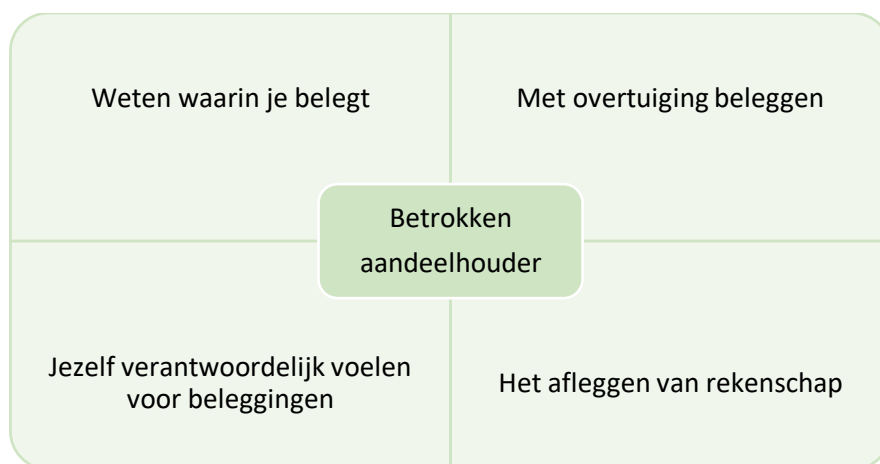 Weten waarin je belegt
Met overtuiging beleggen
Betrokken
aandeelhouder
Jezelf verantwoordelijk voelen
voor beleggingen
Het afleggen van rekenschap